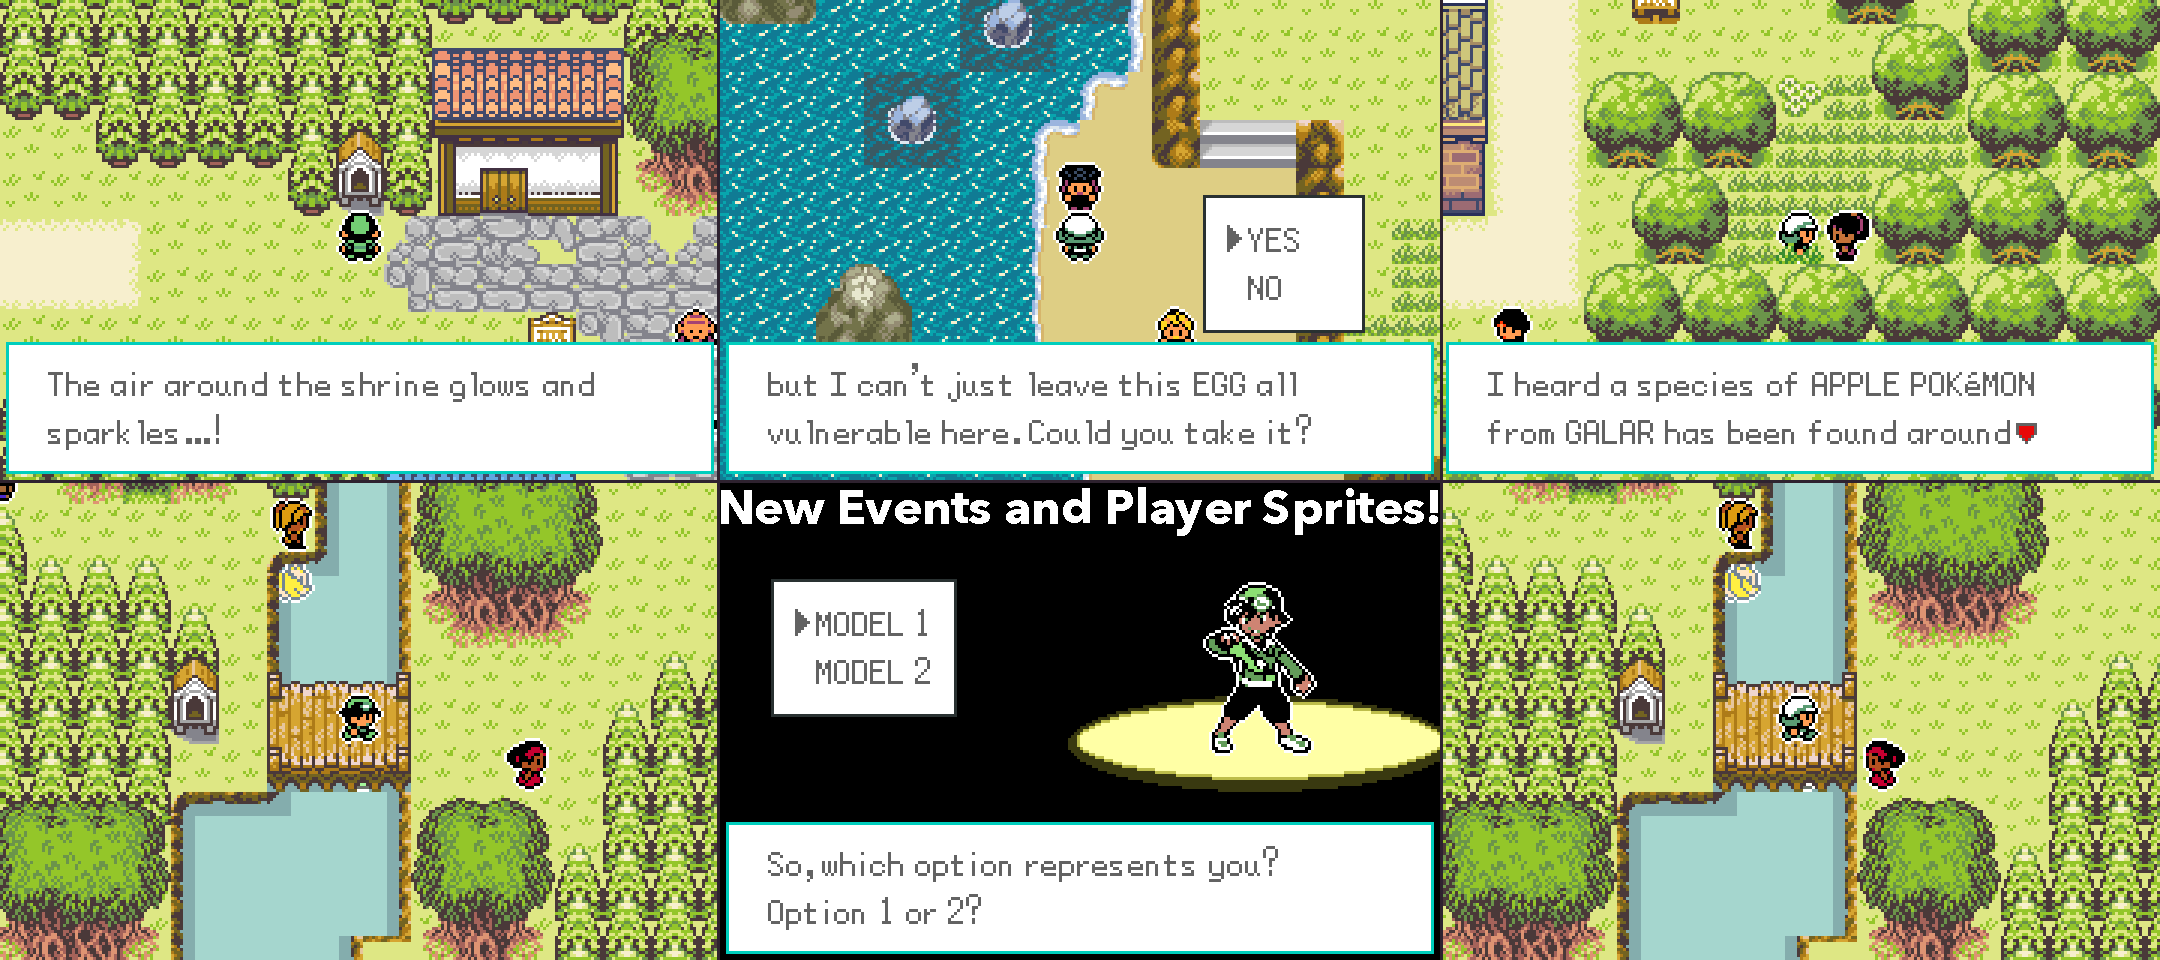 The air around the shrine glows and
sparkles...!
YES
NO
but I can't just leave this EGG all
vulnerable here.Could you take it?
I heard a species of APPLE POKéMON
from GALAR has been found around
New Events and Player Sprites!
MODEL 1
MODEL 2
So,which option represents you?
Option 1 or 2?